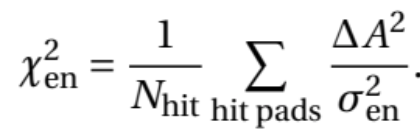 χ²_en = 1/N_hit ∑_hit pads ΔA²/σ²_en.